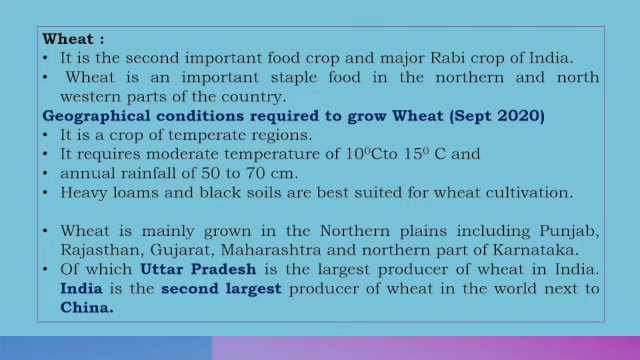 Wheat :
• It is the second important food crop and major Rabi crop of India.
• Wheat is an important staple food in the northern and north
western parts of the country.
Geographical conditions required to grow Wheat (Sept 2020)
• It is a crop of temperate regions.
• It requires moderate temperature of 10⁰Cto 15⁰ C and
• annual rainfall of 50 to 70 cm.
• Heavy loams and black soils are best suited for wheat cultivation.
• Wheat is mainly grown in the Northern plains including Punjab,
Rajasthan, Gujarat, Maharashtra and northern part of Karnataka.
• Of which Uttar Pradesh is the largest producer of wheat in India.
India is the second largest producer of wheat in the world next to
China.